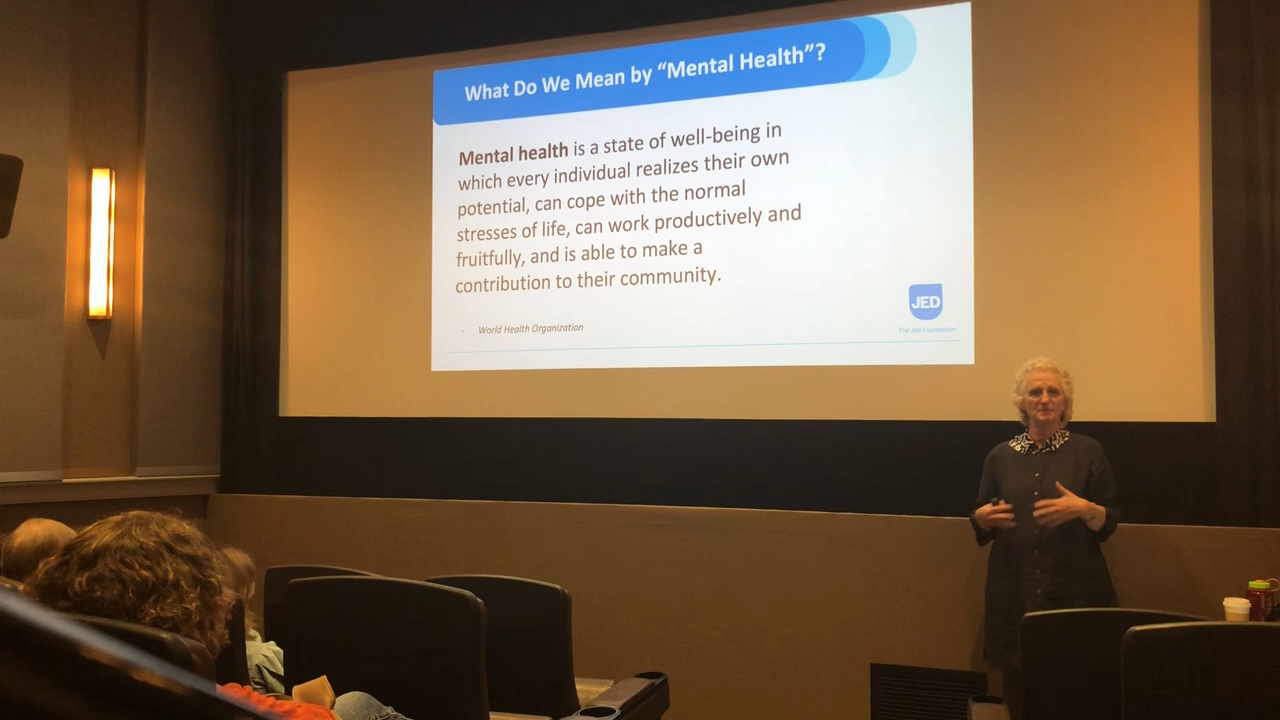 What Do We Mean by “Mental Health”?
Mental health is a state of well-being in
which every individual realizes their own
potential, can cope with the normal
stresses of life, can work productively and
fruitfully, and is able to make a
contribution to their community.
- World Health Organization
JED
The Jed Foundation